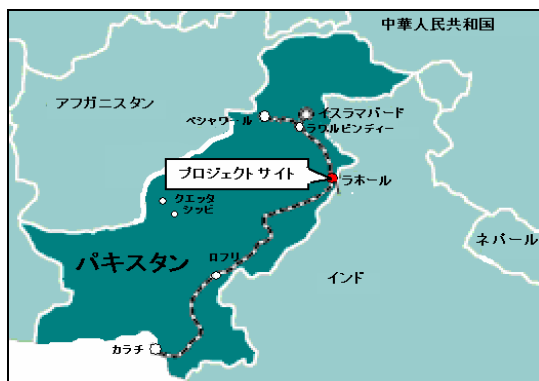 中華人民共和国
アフガニスタン
イスラマバード
ペシャワール
ラワルピンディー
プロジェクトサイト
ラホール
クエッタ
シッビ
ネパール
パキスタン
ロフリ
インド
カラチ